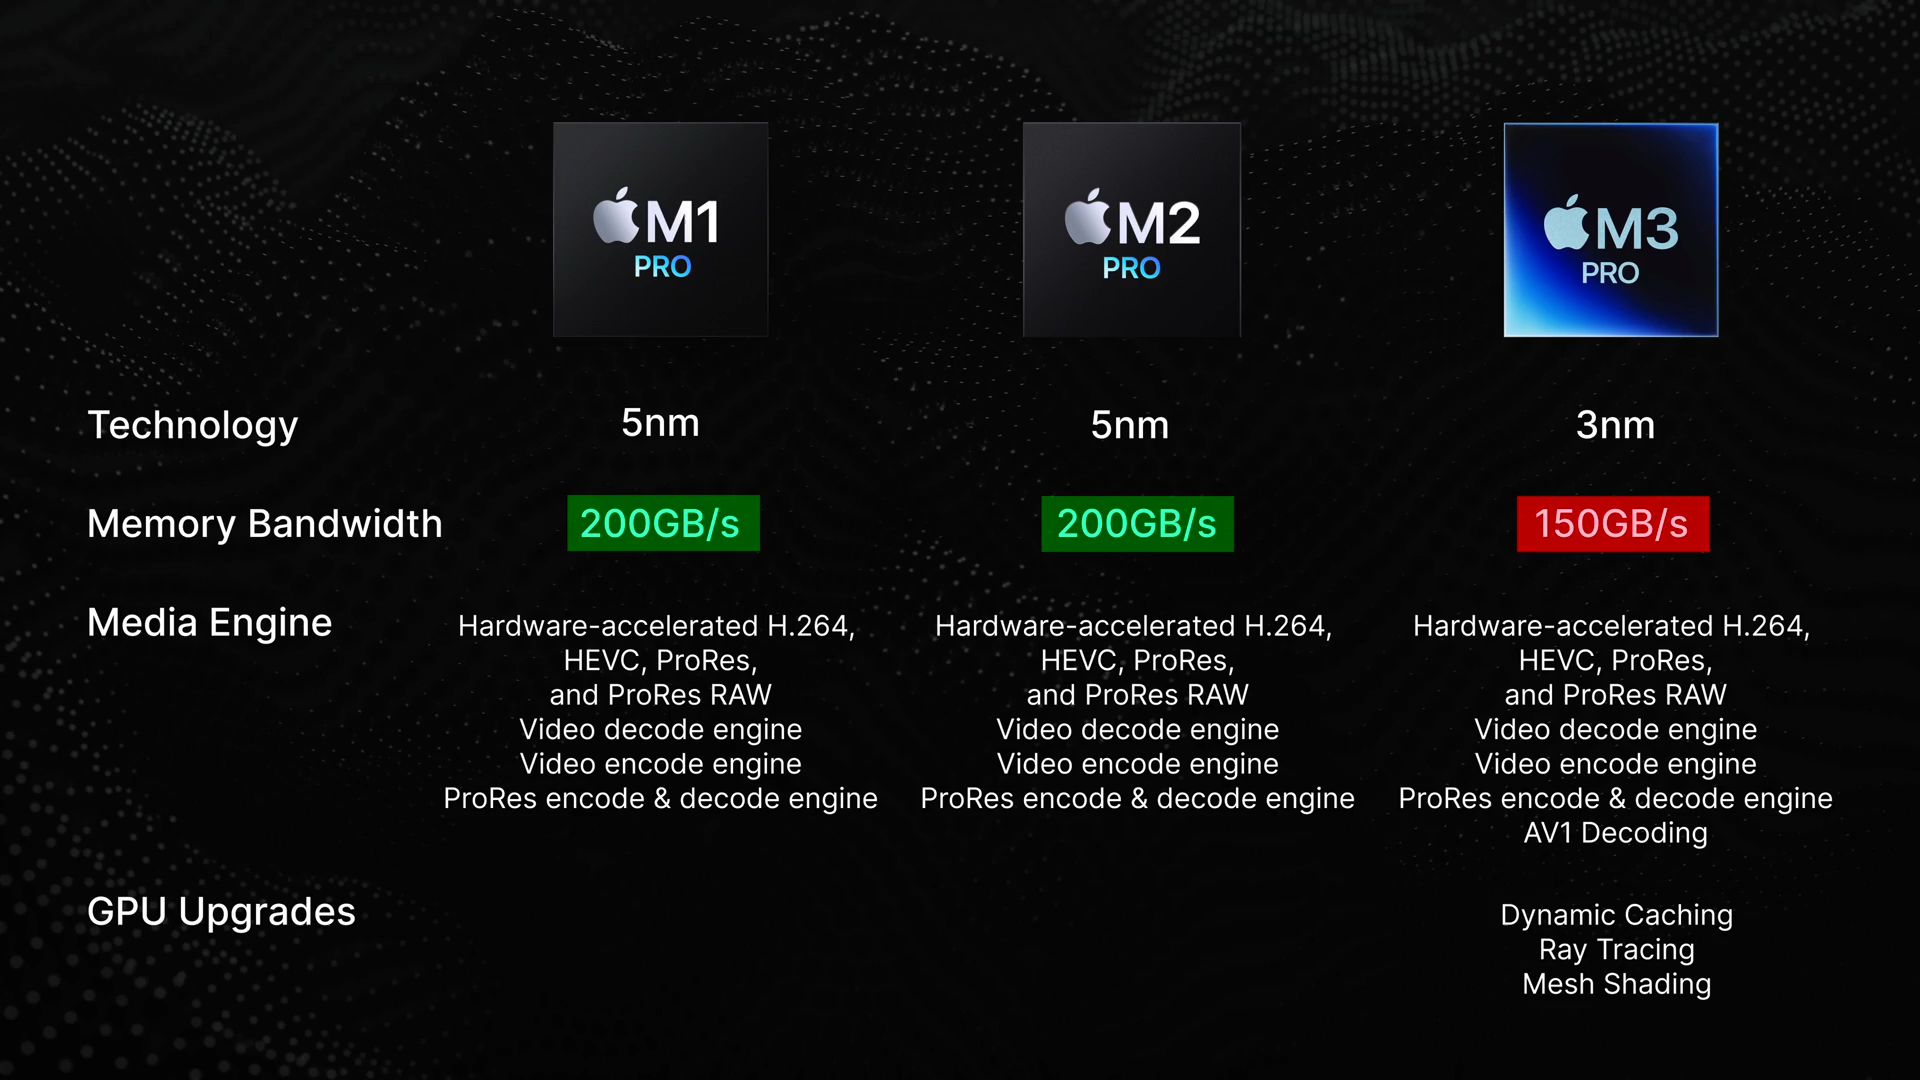 M1
PRO
M2
PRO
M3
PRO
Technology
5nm
5nm
3nm
Memory Bandwidth
200GB/s
200GB/s
150GB/s
Media Engine
Hardware-accelerated H.264,
HEVC, ProRes,
and ProRes RAW
Video decode engine
Video encode engine
ProRes encode & decode engine
Hardware-accelerated H.264,
HEVC, ProRes,
and ProRes RAW
Video decode engine
Video encode engine
ProRes encode & decode engine
Hardware-accelerated H.264,
HEVC, ProRes,
and ProRes RAW
Video decode engine
Video encode engine
ProRes encode & decode engine
AV1 Decoding
GPU Upgrades
Dynamic Caching
Ray Tracing
Mesh Shading